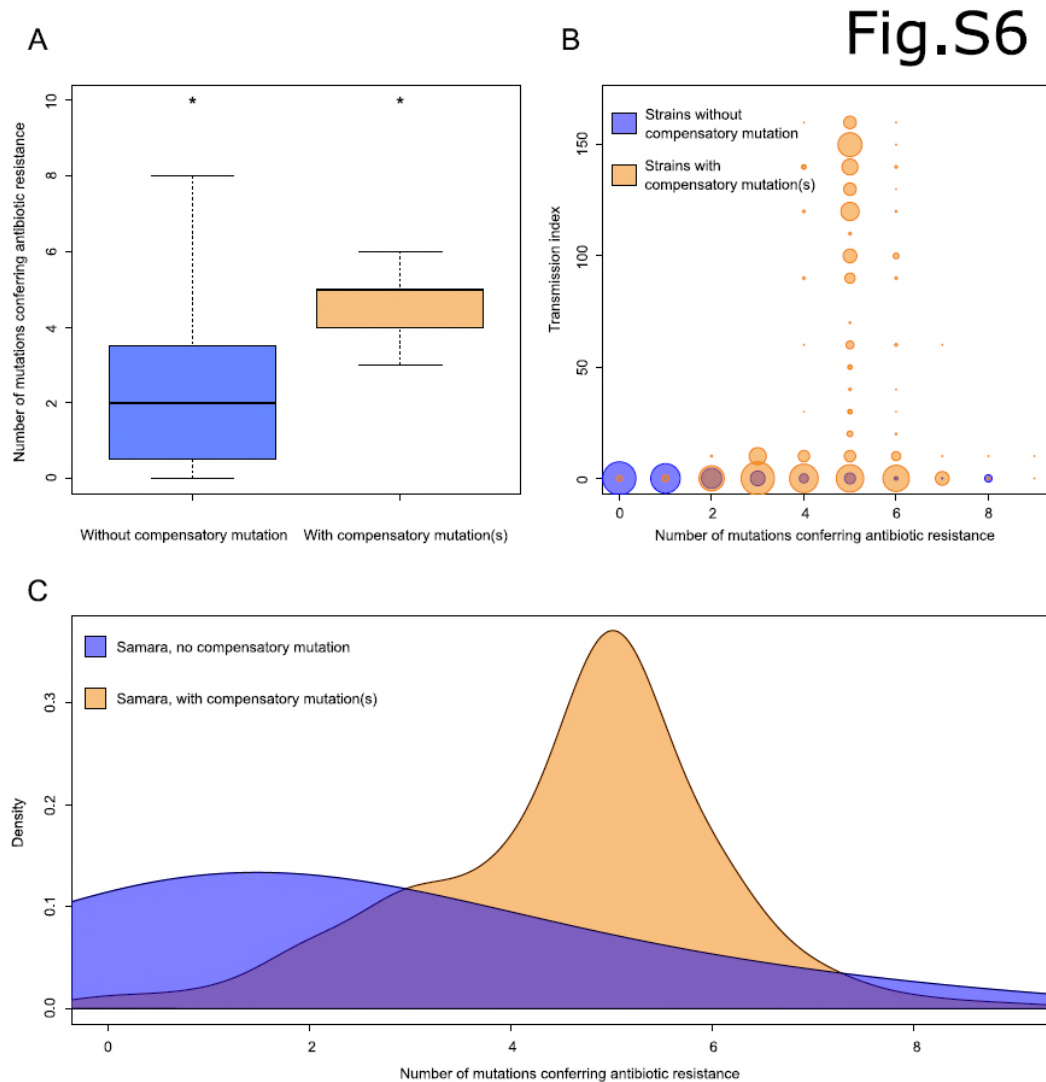 Fig.S6
A
Number of mutations conferring antibiotic resistance
0
2
4
6
8
10
*
*
Without compensatory mutation
With compensatory mutation(s)
B
Strains without
compensatory mutation
Strains with
compensatory mutation(s)
Transmission index
0
50
100
150
0
2
4
6
8
Number of mutations conferring antibiotic resistance
C
Samara, no compensatory mutation
Samara, with compensatory mutation(s)
Density
0.0
0.1
0.2
0.3
0
2
4
6
8
Number of mutations conferring antibiotic resistance